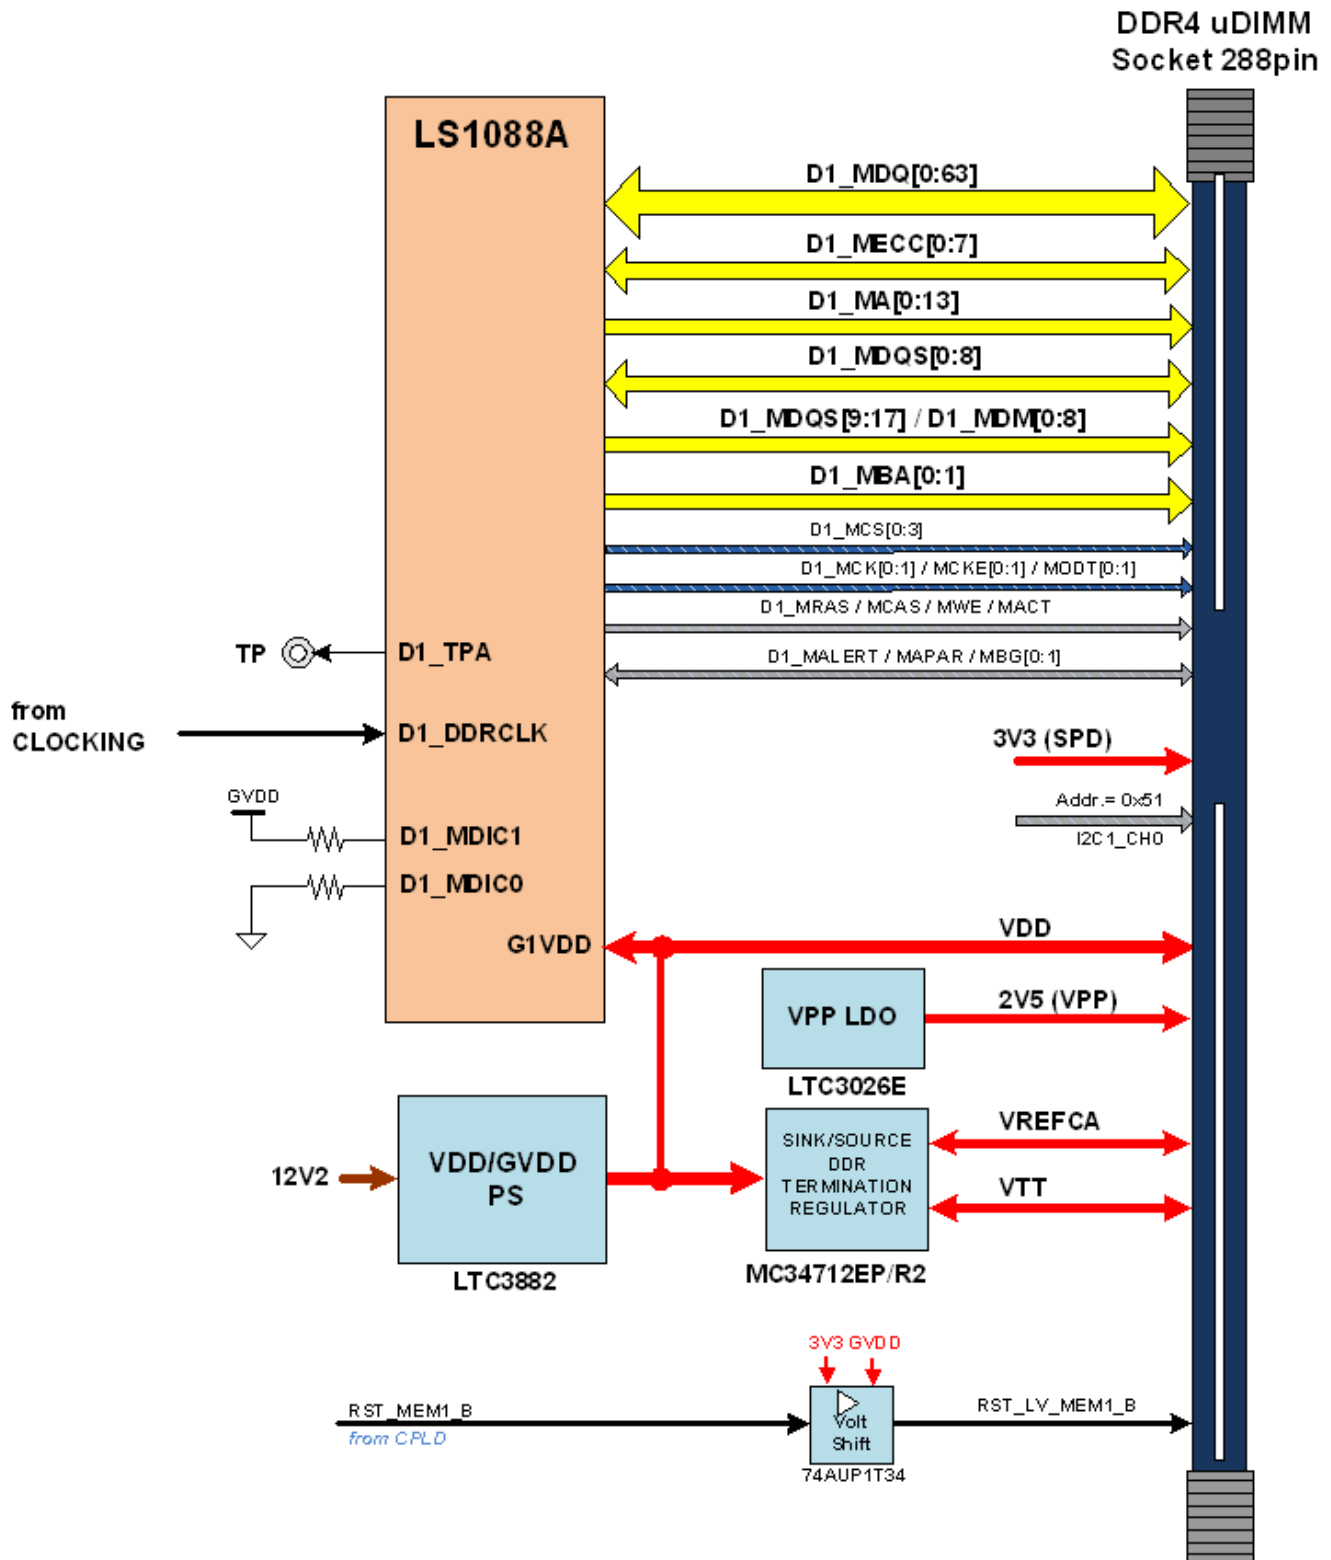 DDR4 uDIMM
Socket 288pin
LS1088A
D1_MDQ[0:63]
D1_MECC[0:7]
D1_MA[0:13]
D1_MDQS[0:8]
D1_MDQS[9:17] / D1_MDM[0:8]
D1_MBA[0:1]
D1_MCS[0:3]
D1_MCK[0:1] / MCKE[0:1] / MODT[0:1]
D1_MRAS / MCAS / MWE / MACT
TP
D1_TPA
D1_MALERT / MAPAR / MBG[0:1]
from
CLOCKING
D1_DDRCLK
3V3 (SPD)
GVDD
Addr.= 0x51
D1_MDIC1
I2C1_CH0
D1_MDIC0
G1VDD
VDD
VPP LDO
2V5 (VPP)
LTC3026E
12V2
VDD/GVDD
PS
LTC3882
SINK/SOURCE
DDR
TERMINATION
REGULATOR
VREFCA
VTT
MC34712EP/R2
3V3 GVDD
RST_MEM1_B
from CPLD
Volt
Shift
RST_LV_MEM1_B
74AUP1T34